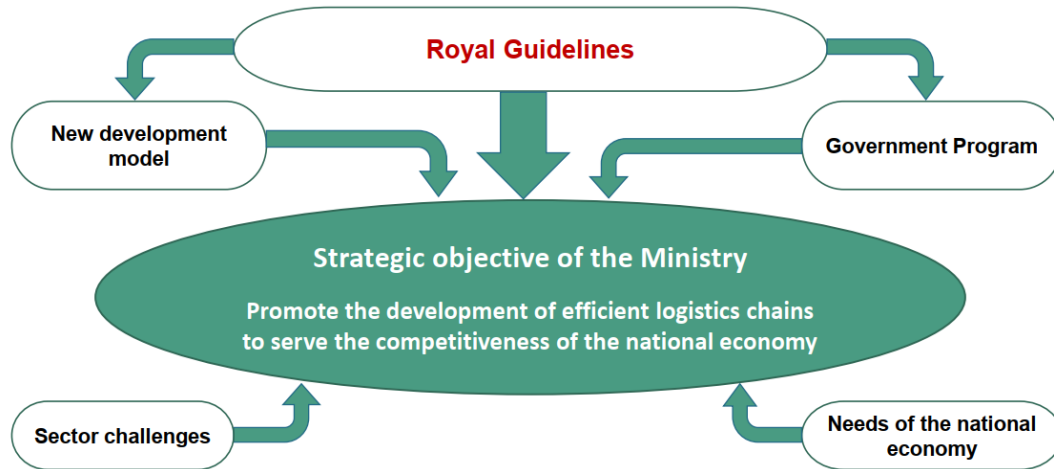 Royal Guidelines
New development
model
Government Program
Strategic objective of the Ministry
Promote the development of efficient logistics chains
to serve the competitiveness of the national economy
Sector challenges
Needs of the national
economy